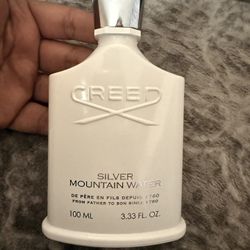 CREED
SILVER
MOUNTAIN WATER
DE PÈRE EN FILS DEPUIS 1760
FROM FATHER TO SON SINCE 1760
100 ML 3.33 FL. OZ.